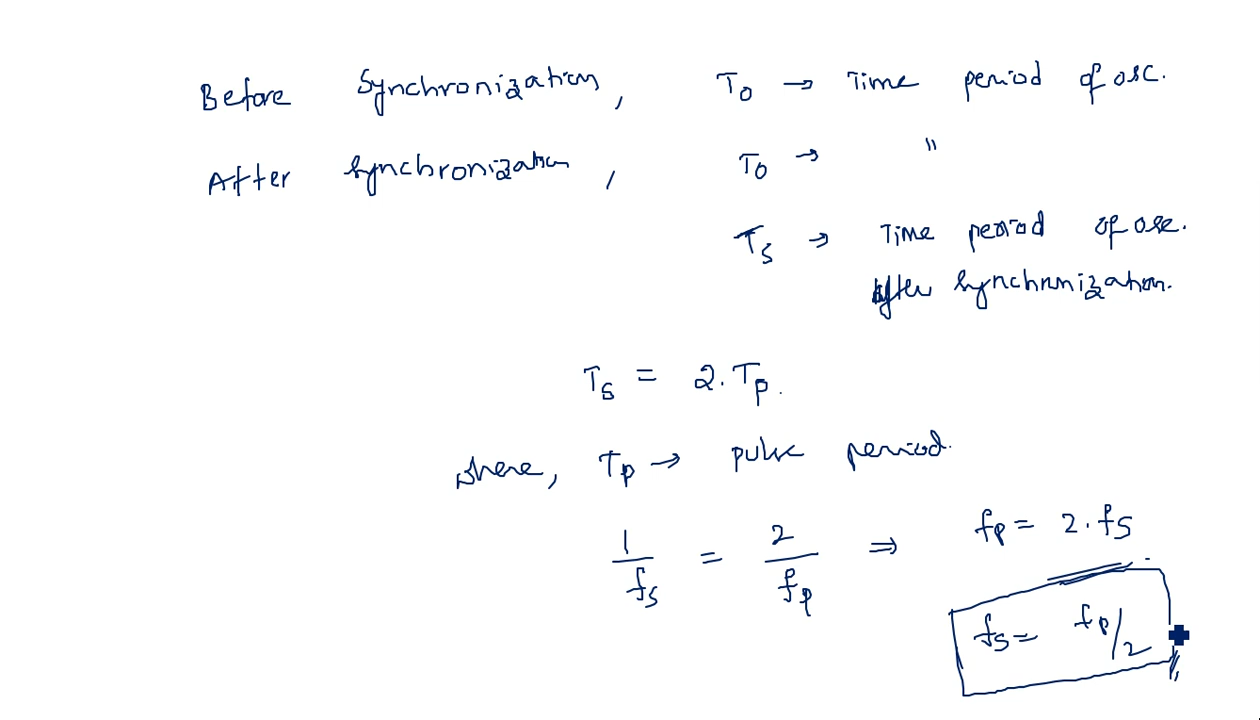 Before Synchronization, T₀ → Time period of osc.
After Synchronization, T₀ → "
Tₛ → Time period of osc.
after Synchronization.
Tₛ = 2. Tₚ.
where, Tₚ → pulse period.
1/fₛ = 2/fₚ ⇒ fₚ = 2. fₛ
fₛ = fₚ/2